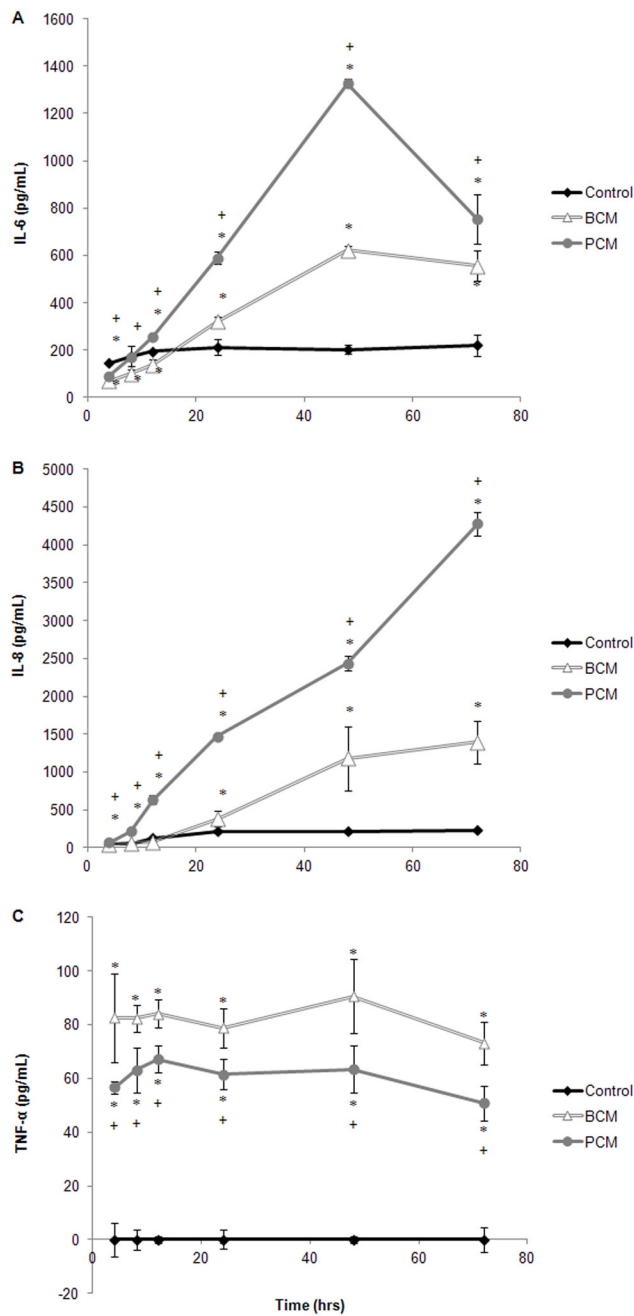 A
IL-6 (pg/mL)
1600
1400
1200
1000
800
600
400
200
0
0 20 40 60 80
+ + + + + +
* * * * *
* * * * * *
Control
BCM
PCM
B
IL-8 (pg/mL)
5000
4500
4000
3500
3000
2500
2000
1500
1000
500
0
0 20 40 60 80
+ + + + + +
* * * * * *
* * *
Control
BCM
PCM
C
TNF-α (pg/mL)
120
100
80
60
40
20
0
-20
0 20 40 60 80
* * * * * *
* * * * * *
+ + + + + +
Control
BCM
PCM
Time (hrs)